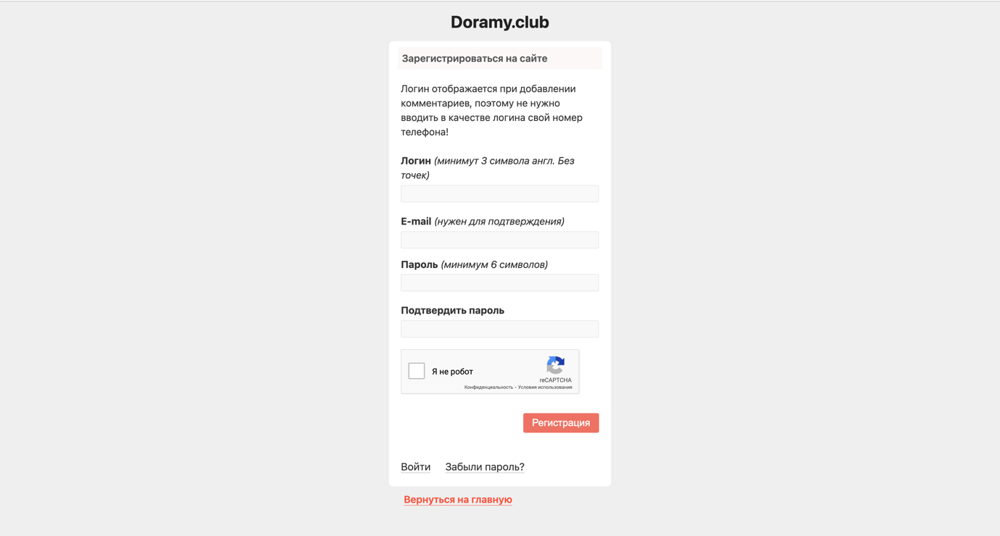 Doramy.club
Зарегистрироваться на сайте
Логин отображается при добавлении
комментариев, поэтому не нужно
вводить в качестве логина свой номер
телефона!
Логин (минимут 3 символа англ. Без
точек)
E-mail (нужен для подтверждения)
Пароль (минимум 6 символов)
Подтвердить пароль
Я не робот
reCAPTCHA
Конфиденциальность - Условия использования
Регистрация
Войти Забыли пароль?
Вернуться на главную